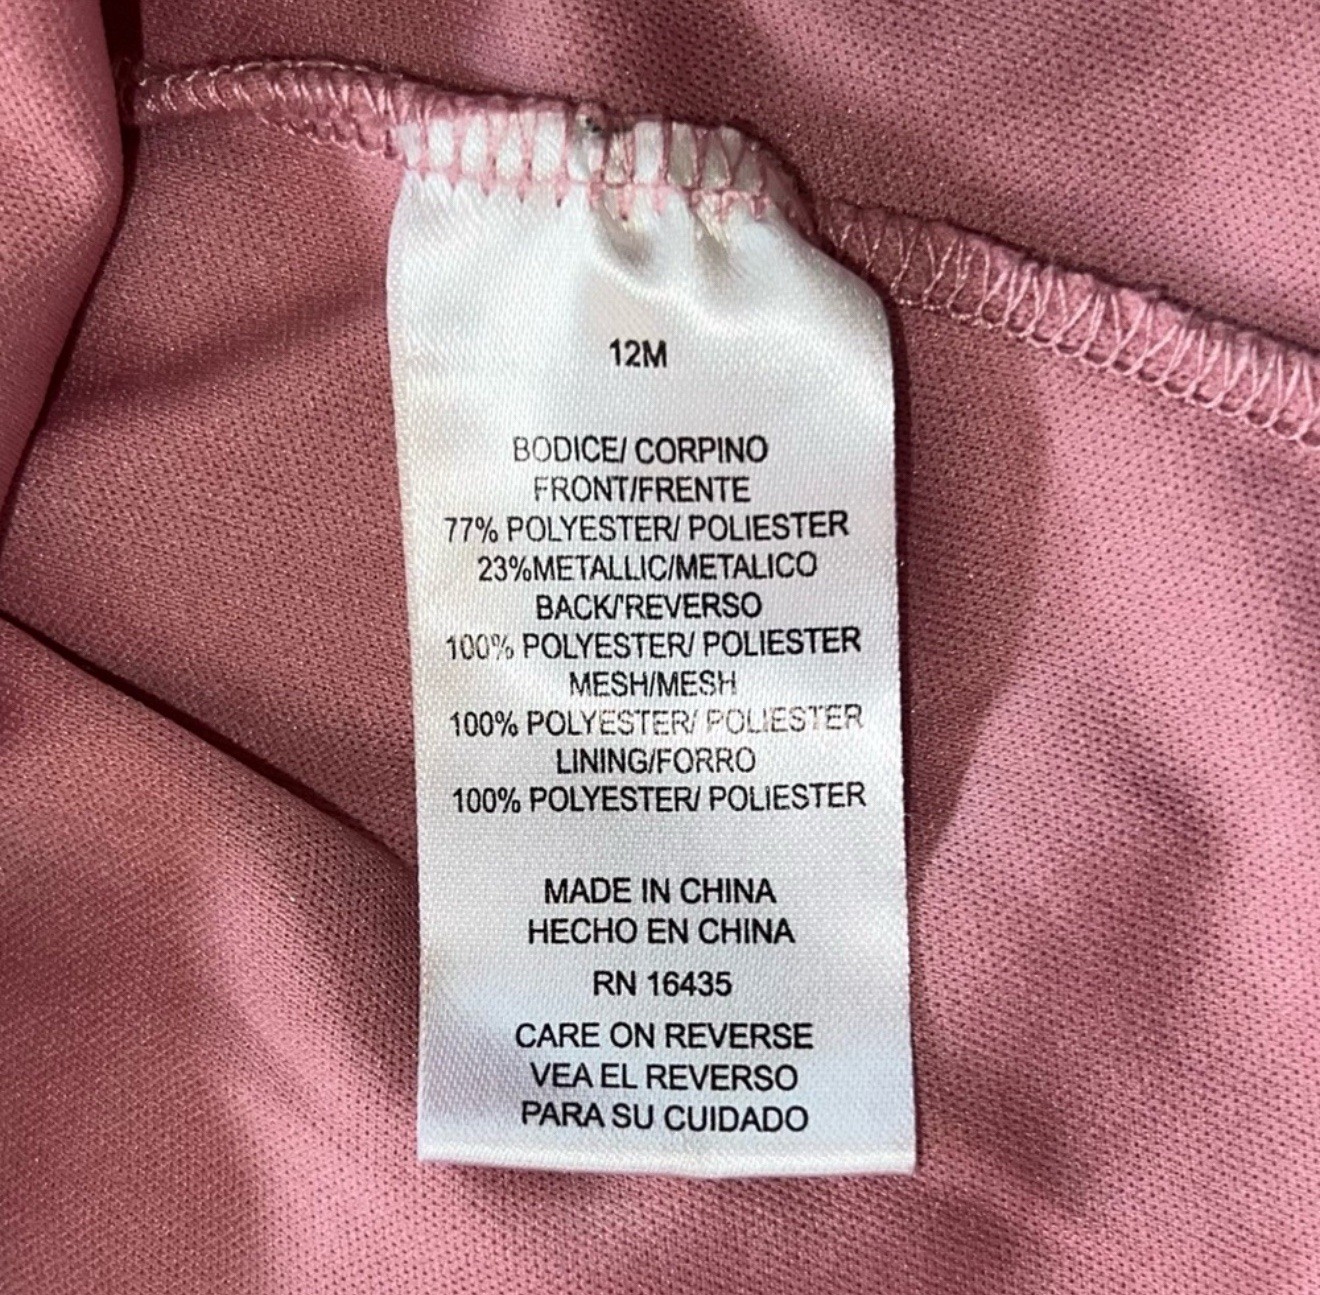 12M
BODICE/ CORPINO
FRONT/FRENTE
77% POLYESTER/ POLIESTER
23%METALLIC/METALICO
BACK/REVERSO
100% POLYESTER/ POLIESTER
MESH/MESH
100% POLYESTER/ POLIESTER
LINING/FORRO
100% POLYESTER/ POLIESTER
MADE IN CHINA
HECHO EN CHINA
RN 16435
CARE ON REVERSE
VEA EL REVERSO
PARA SU CUIDADO